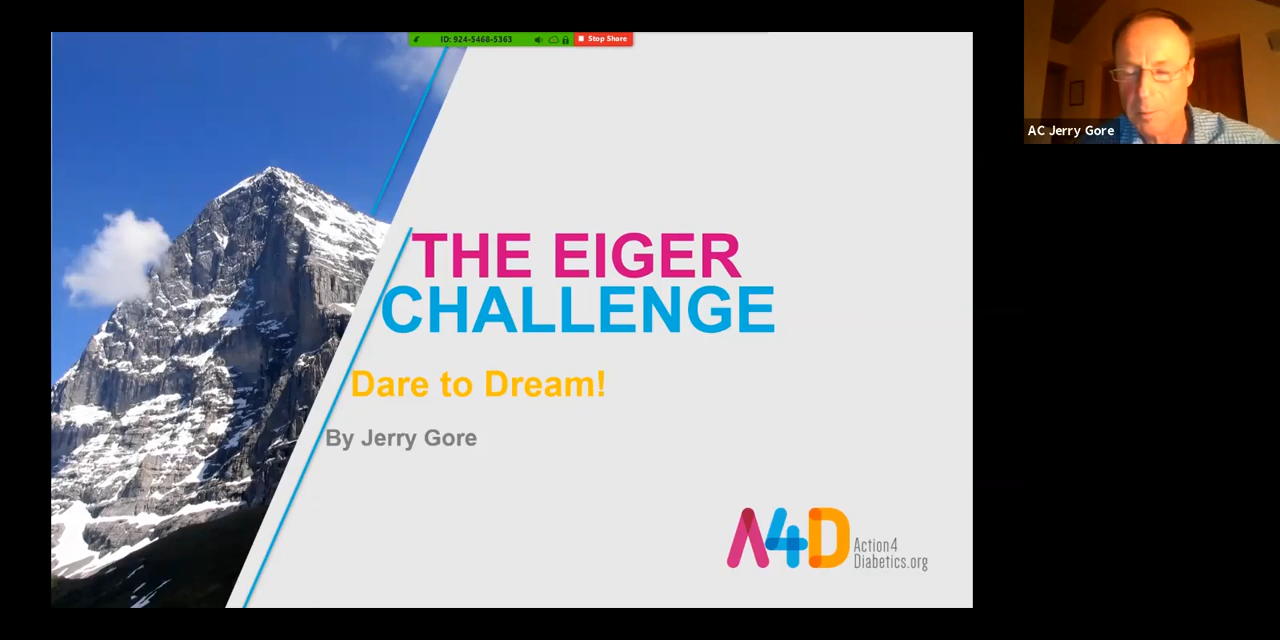 ID: 924-5468-5363
Stop Share
AC Jerry Gore
THE EIGER
CHALLENGE
Dare to Dream!
By Jerry Gore
A4D
Action4
Diabetics.org